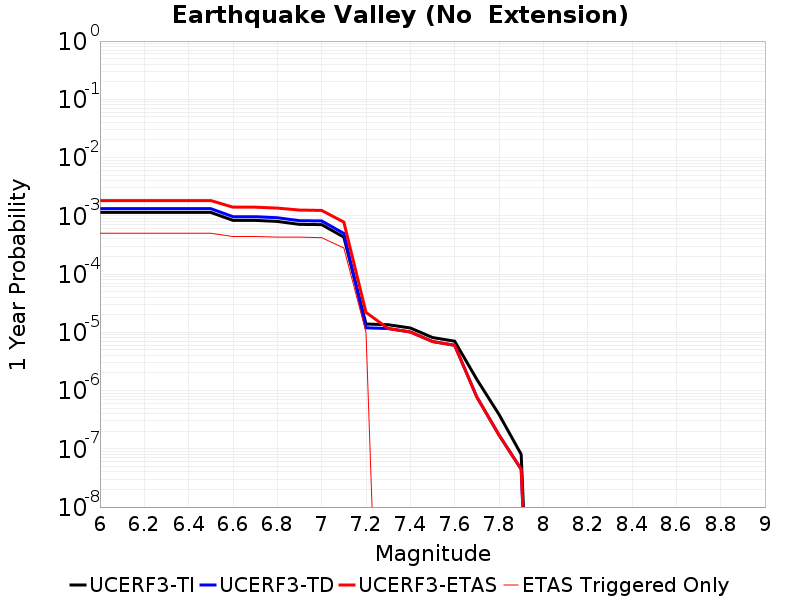 Earthquake Valley (No  Extension)
1 Year Probability
10^0
10^-1
10^-2
10^-3
10^-4
10^-5
10^-6
10^-7
10^-8
6 6.2 6.4 6.6 6.8 7 7.2 7.4 7.6 7.8 8 8.2 8.4 8.6 8.8 9
Magnitude
UCERF3-TI UCERF3-TD UCERF3-ETAS ETAS Triggered Only